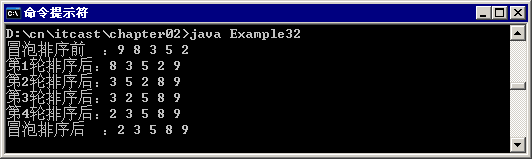 命令提示符
D:\cn\itcast\chapter02>java Example32
冒泡排序前  ：9 8 3 5 2
第1轮排序后：8 3 5 2 9
第2轮排序后：3 5 2 8 9
第3轮排序后：3 2 5 8 9
第4轮排序后：2 3 5 8 9
冒泡排序后  ：2 3 5 8 9